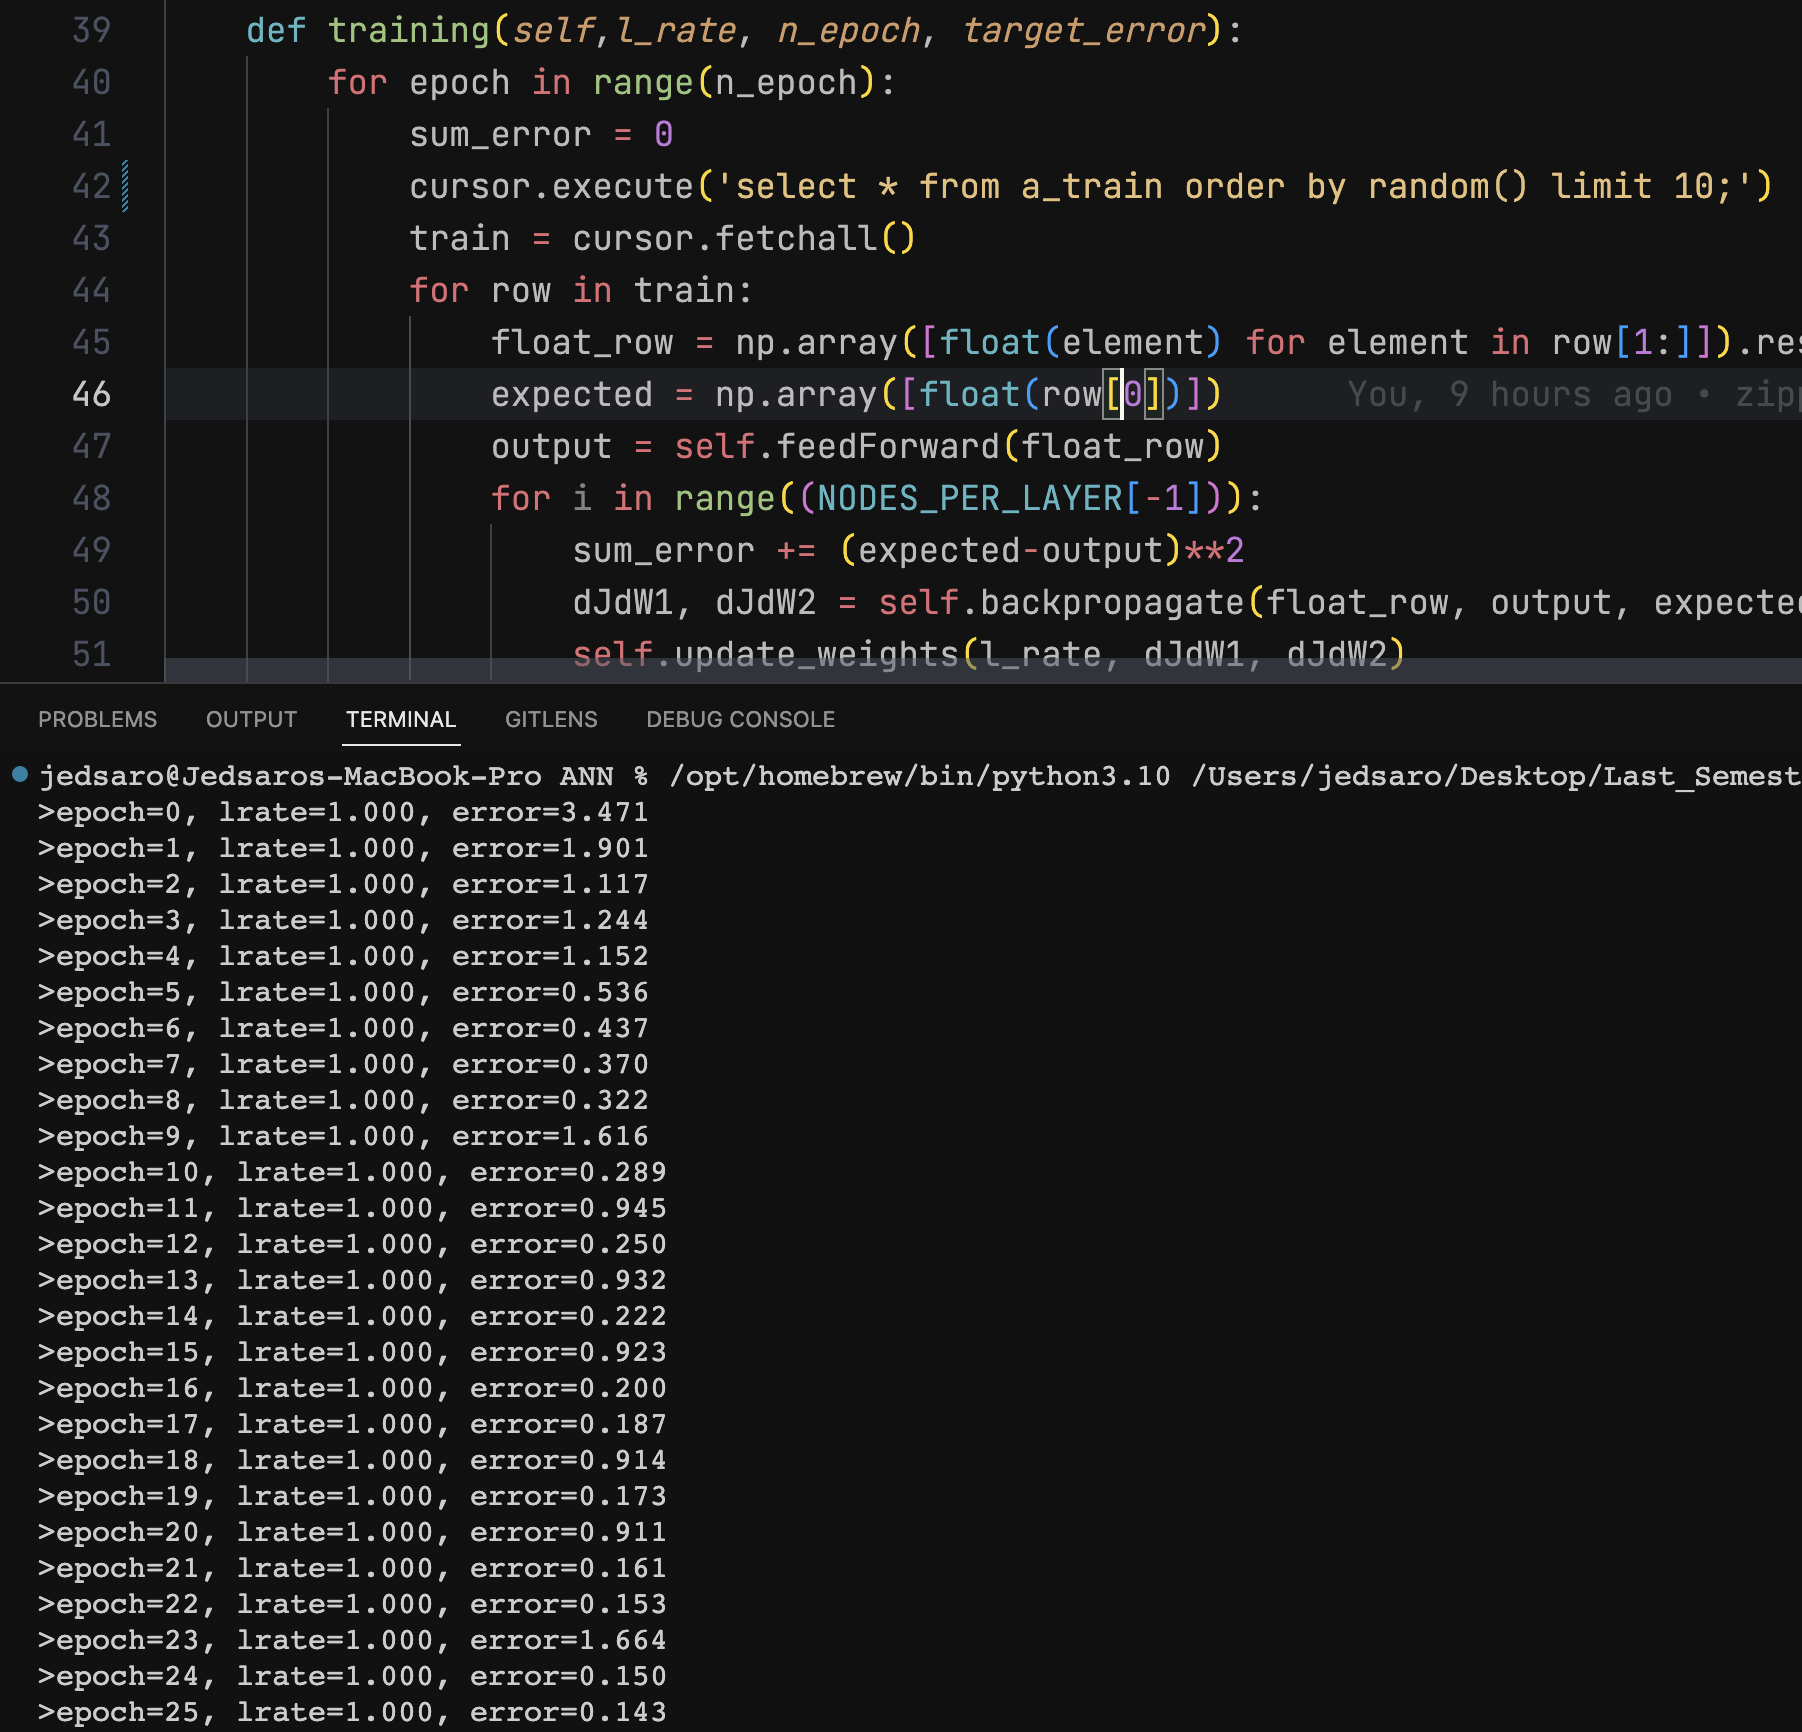 39 def training(self,l_rate, n_epoch, target_error):
40 for epoch in range(n_epoch):
41 sum_error = 0
42 cursor.execute('select * from a_train order by random() limit 10;')
43 train = cursor.fetchall()
44 for row in train:
45 float_row = np.array([float(element) for element in row[1:]]).res
46 expected = np.array([float(row[0])]) You, 9 hours ago • zipp
47 output = self.feedForward(float_row)
48 for i in range((NODES_PER_LAYER[-1])):
49 sum_error += (expected-output)**2
50 dJdW1, dJdW2 = self.backpropagate(float_row, output, expected
51 self.update_weights(l_rate, dJdW1, dJdW2)
PROBLEMS OUTPUT TERMINAL GITLENS DEBUG CONSOLE
jedsaro@Jedsaros-MacBook-Pro ANN % /opt/homebrew/bin/python3.10 /Users/jedsaro/Desktop/Last_Semest
>epoch=0, lrate=1.000, error=3.471
>epoch=1, lrate=1.000, error=1.901
>epoch=2, lrate=1.000, error=1.117
>epoch=3, lrate=1.000, error=1.244
>epoch=4, lrate=1.000, error=1.152
>epoch=5, lrate=1.000, error=0.536
>epoch=6, lrate=1.000, error=0.437
>epoch=7, lrate=1.000, error=0.370
>epoch=8, lrate=1.000, error=0.322
>epoch=9, lrate=1.000, error=1.616
>epoch=10, lrate=1.000, error=0.289
>epoch=11, lrate=1.000, error=0.945
>epoch=12, lrate=1.000, error=0.250
>epoch=13, lrate=1.000, error=0.932
>epoch=14, lrate=1.000, error=0.222
>epoch=15, lrate=1.000, error=0.923
>epoch=16, lrate=1.000, error=0.200
>epoch=17, lrate=1.000, error=0.187
>epoch=18, lrate=1.000, error=0.914
>epoch=19, lrate=1.000, error=0.173
>epoch=20, lrate=1.000, error=0.911
>epoch=21, lrate=1.000, error=0.161
>epoch=22, lrate=1.000, error=0.153
>epoch=23, lrate=1.000, error=1.664
>epoch=24, lrate=1.000, error=0.150
>epoch=25, lrate=1.000, error=0.143